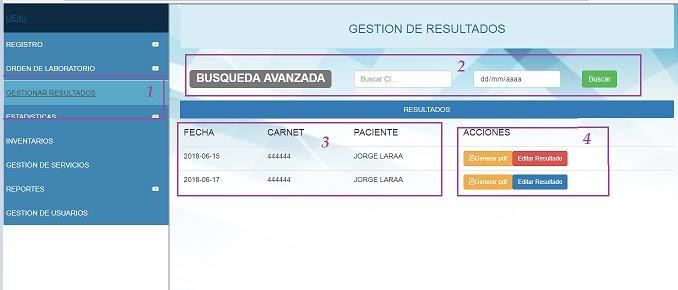 MENU
REGISTRO
ORDEN DE LABORATORIO
GESTIONAR RESULTADOS
1
ESTADISTICAS
INVENTARIOS
GESTIÓN DE SERVICIOS
REPORTES
GESTION DE USUARIOS
GESTION DE RESULTADOS
2
BUSQUEDA AVANZADA Buscar CI... dd/mm/aaaa Buscar
RESULTADOS
FECHA CARNET PACIENTE ACCIONES
3 4
2018-06-15 444444 JORGE LARAA Generar pdf Editar Resultado
2018-06-17 444444 JORGE LARAA Generar pdf Editar Resultado